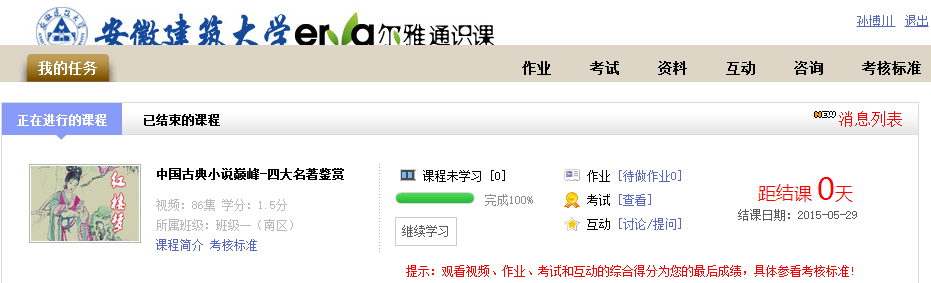 安徽建筑大学 erya 尔雅通识课
孙博川 退出
我的任务 作业 考试 资料 互动 咨询 考核标准
正在进行的课程 已结束的课程 NEW 消息列表
红楼梦
中国古典小说巅峰-四大名著鉴赏
视频：86集 学分：1.5分
所属班级：班级一（南区）
课程简介 考核标准
课程未学习 [0]
完成100%
继续学习
作业 [待做作业0]
考试 [查看]
互动 [讨论/提问]
距结课 0天
结课日期：2015-05-29
提示：观看视频、作业、考试和互动的综合得分为您的最后成绩，具体参看考核标准!